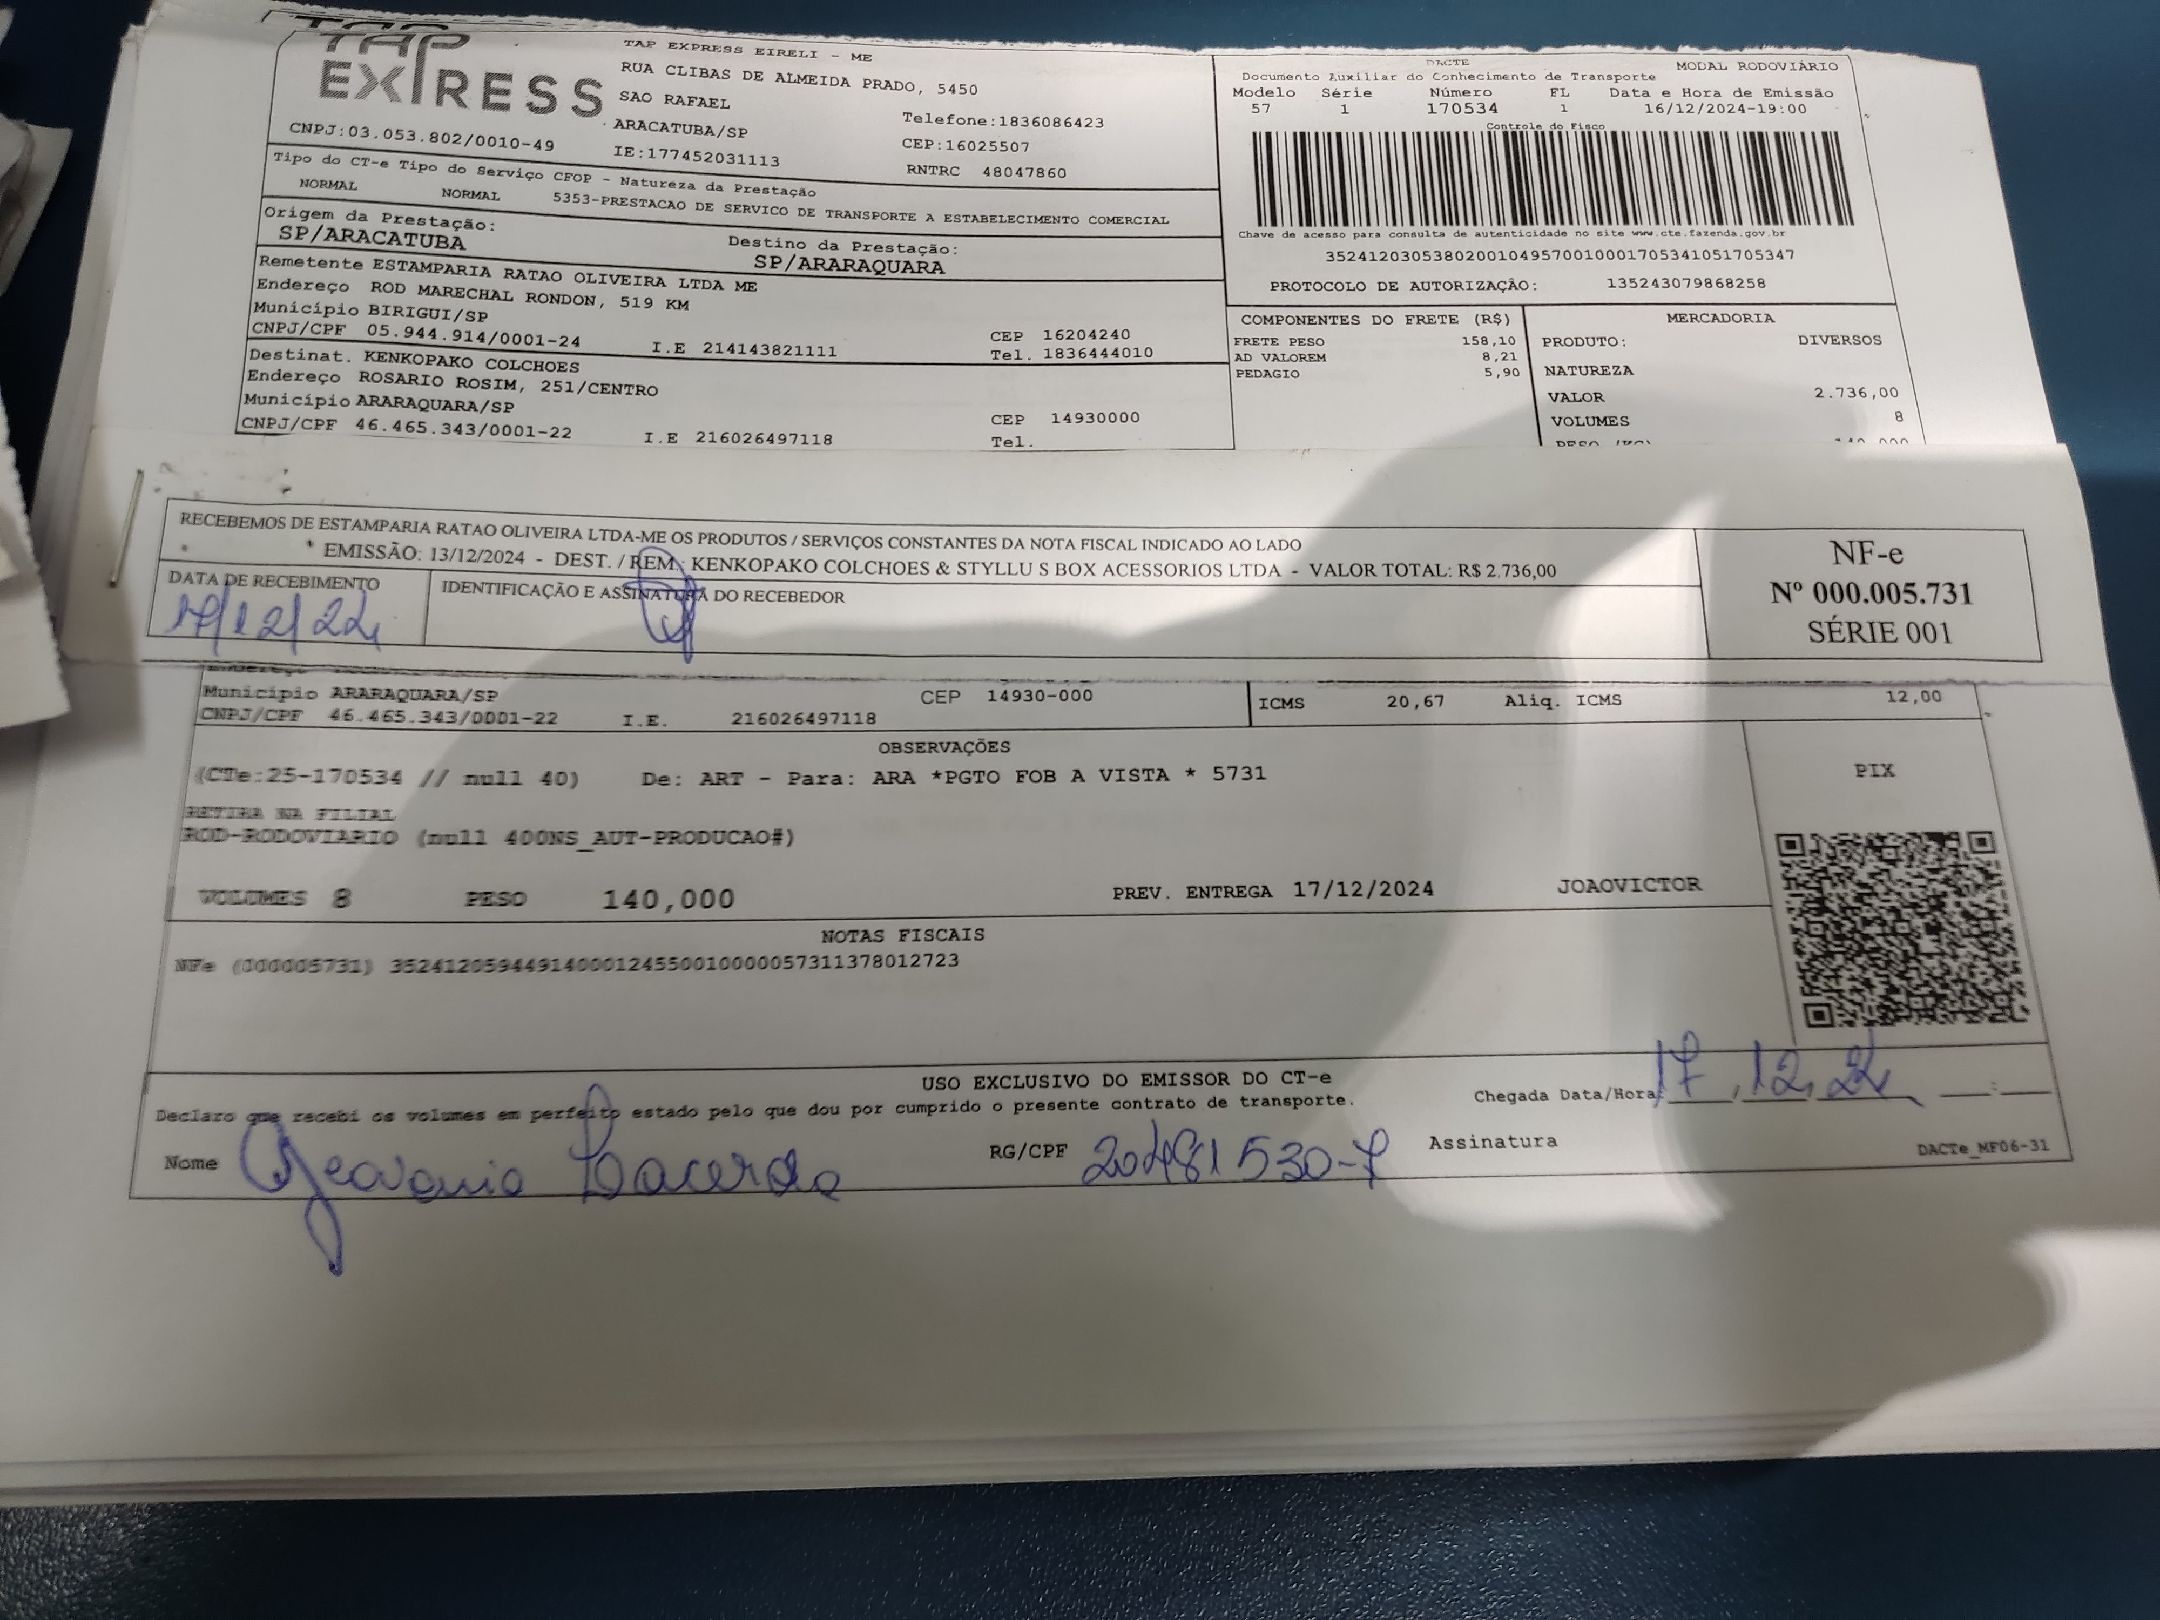 TAP EXPRESS
TAP EXPRESS EIRELI - ME
RUA CLIBAS DE ALMEIDA PRADO, 5450
SAO RAFAEL
ARACATUBA/SP
Telefone:1836086423
CNPJ:03.053.802/0010-49
IE:177452031113
CEP:16025507
RNTRC 48047860
DACTE MODAL RODOVIÁRIO
Documento Auxiliar do Conhecimento de Transporte
Modelo Série Número FL Data e Hora de Emissão
57 1 170534 1 16/12/2024-19:00
Controle do Fisco
Chave de acesso para consulta de autenticidade no site www.cte.fazenda.gov.br
35241203053802001049570010001705341051705347
PROTOCOLO DE AUTORIZAÇÃO: 135243079868258
Tipo do CT-e Tipo do Serviço CFOP - Natureza da Prestação
NORMAL NORMAL 5353-PRESTACAO DE SERVICO DE TRANSPORTE A ESTABELECIMENTO COMERCIAL
Origem da Prestação: Destino da Prestação:
SP/ARACATUBA SP/ARARAQUARA
Remetente ESTAMPARIA RATAO OLIVEIRA LTDA ME
Endereço ROD MARECHAL RONDON, 519 KM
Município BIRIGUI/SP CEP 16204240
CNPJ/CPF 05.944.914/0001-24 I.E 214143821111 Tel. 1836444010
Destinat. KENKOPAKO COLCHOES
Endereço ROSARIO ROSIM, 251/CENTRO
Município ARARAQUARA/SP CEP 14930000
CNPJ/CPF 46.465.343/0001-22 I.E 216026497118 Tel.
COMPONENTES DO FRETE (R$)
FRETE PESO 158,10
AD VALOREM 8,21
PEDAGIO 5,90
MERCADORIA
PRODUTO: DIVERSOS
NATUREZA
VALOR 2.736,00
VOLUMES 8
RECEBEMOS DE ESTAMPARIA RATAO OLIVEIRA LTDA-ME OS PRODUTOS / SERVIÇOS CONSTANTES DA NOTA FISCAL INDICADO AO LADO
EMISSÃO: 13/12/2024 - DEST. / REM.: KENKOPAKO COLCHOES & STYLLU S BOX ACESSORIOS LTDA - VALOR TOTAL: R$ 2.736,00
DATA DE RECEBIMENTO IDENTIFICAÇÃO E ASSINATURA DO RECEBEDOR
NF-e
Nº 000.005.731
SÉRIE 001
Município ARARAQUARA/SP CEP 14930-000
CNPJ/CPF 46.465.343/0001-22 I.E. 216026497118
ICMS 20,67 Aliq. ICMS 12,00
OBSERVAÇÕES
(CTe:25-170534 // null 40) De: ART - Para: ARA *PGTO FOB A VISTA * 5731
RETIRA NA FILIAL
ROD-RODOVIARIO (null 400NS_AUT-PRODUCAO#)
VOLUMES 8 PESO 140,000 PREV. ENTREGA 17/12/2024 JOAOVICTOR
PIX
NOTAS FISCAIS
NFe (000005731) 35241205944914000124550010000057311378012723
USO EXCLUSIVO DO EMISSOR DO CT-e
Declaro que recebi os volumes em perfeito estado pelo que dou por cumprido o presente contrato de transporte.
Chegada Data/Hora: 17, 12,
Nome Lacerda RG/CPF 20481530-7 Assinatura
DACTe_MF06-31